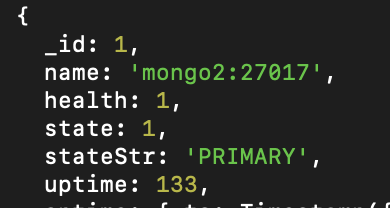 {
_id: 1,
name: 'mongo2:27017',
health: 1,
state: 1,
stateStr: 'PRIMARY',
uptime: 133,